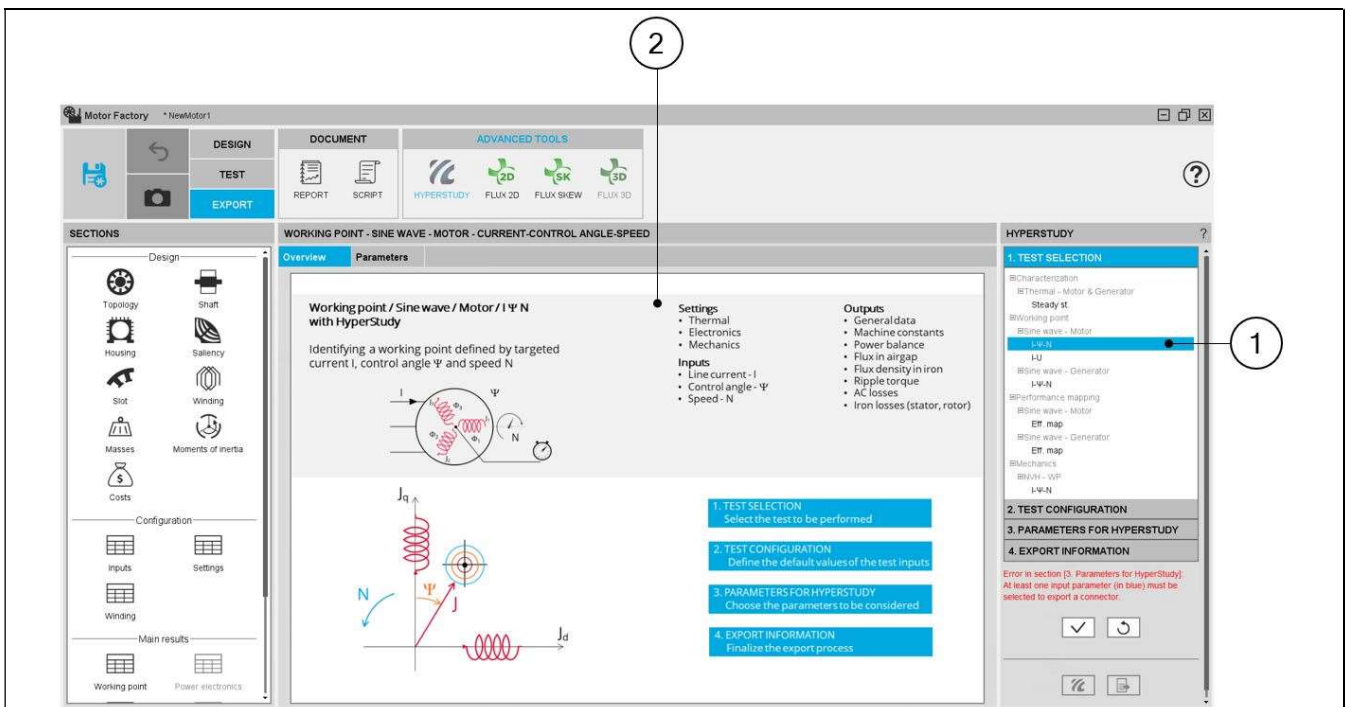 2
Motor Factory * NewMotor1
DESIGN
TEST
EXPORT
DOCUMENT
REPORT
SCRIPT
ADVANCED TOOLS
HYPERSTUDY
2D
FLUX 2D
SK
FLUX SKEW
3D
FLUX 3D
?
SECTIONS
Design
Topology
Shaft
Housing
Saliency
Slot
Winding
Masses
Moments of inertia
$
Costs
Configuration
Inputs
Settings
Winding
Main results
Working point
Power electronics
WORKING POINT - SINE WAVE - MOTOR - CURRENT-CONTROL ANGLE-SPEED
Overview
Parameters
Working point / Sine wave / Motor / I Ψ N
with HyperStudy
Identifying a working point defined by targeted
current I, control angle Ψ and speed N
I
Ψ
N
Settings
• Thermal
• Electronics
• Mechanics
Inputs
• Line current - I
• Control angle - Ψ
• Speed - N
Outputs
• General data
• Machine constants
• Power balance
• Flux in airgap
• Flux density in iron
• Ripple torque
• AC losses
• Iron losses (stator, rotor)
Jq
N
Ψ
J
Jd
1. TEST SELECTION
Select the test to be performed
2. TEST CONFIGURATION
Define the default values of the test inputs
3. PARAMETERS FOR HYPERSTUDY
Choose the parameters to be considered
4. EXPORT INFORMATION
Finalize the export process
HYPERSTUDY ?
1. TEST SELECTION
Characterization
Thermal - Motor & Generator
Steady st.
Working point
Sine wave - Motor
I-Ψ-N
I-U
Sine wave - Generator
I-Ψ-N
Performance mapping
Sine wave - Motor
Eff. map
Sine wave - Generator
Eff. map
Mechanics
NVH - WP
I-Ψ-N
2. TEST CONFIGURATION
3. PARAMETERS FOR HYPERSTUDY
4. EXPORT INFORMATION
Error in section [3. Parameters for HyperStudy].
At least one input parameter (in blue) must be
selected to export a connector.
1